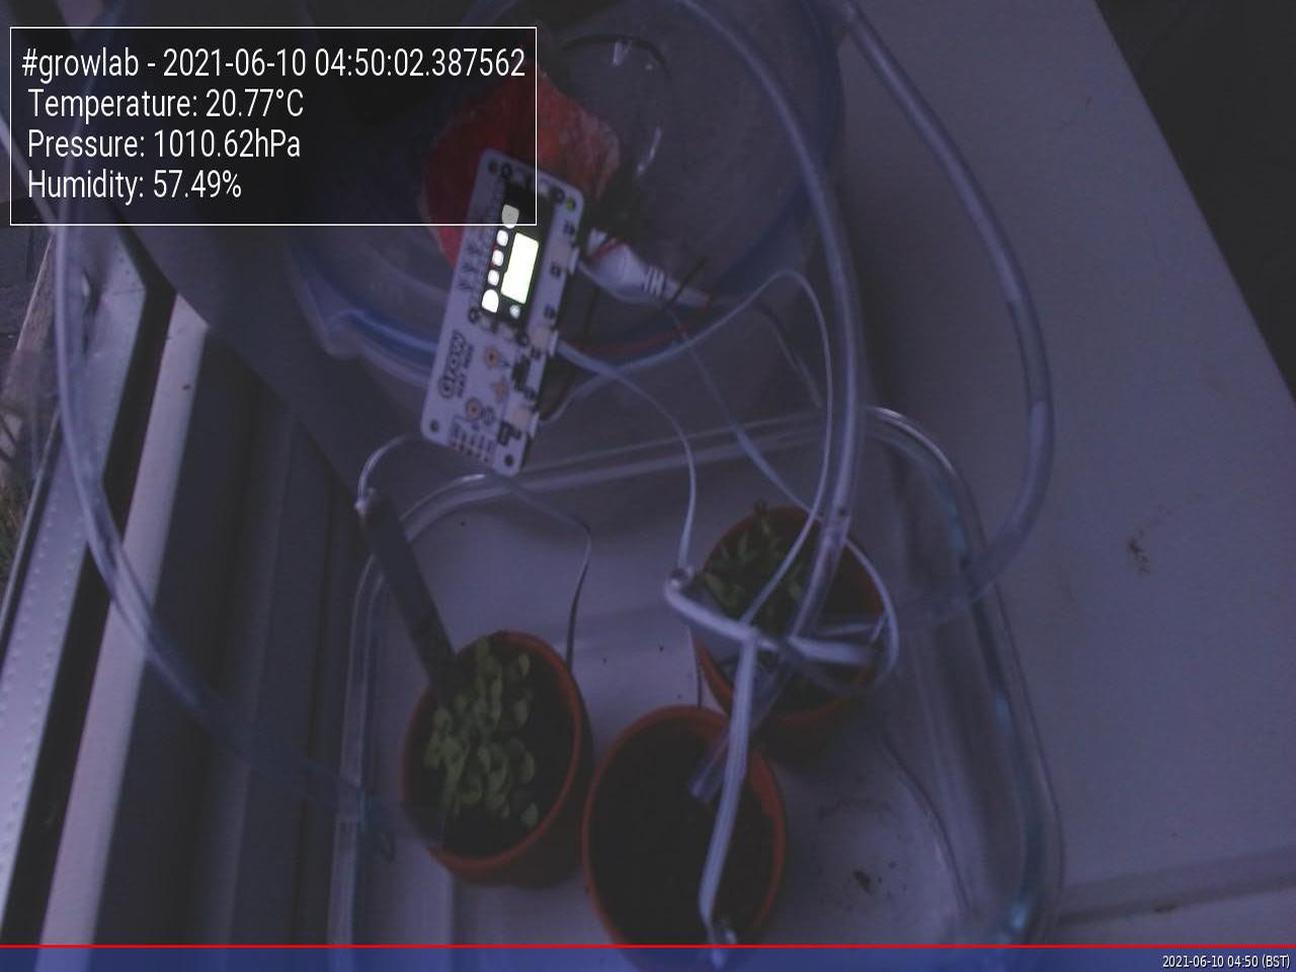 #growlab - 2021-06-10 04:50:02.387562
Temperature: 20.77°C
Pressure: 1010.62hPa
Humidity: 57.49%
GROW
2021-06-10 04:50 (BST)